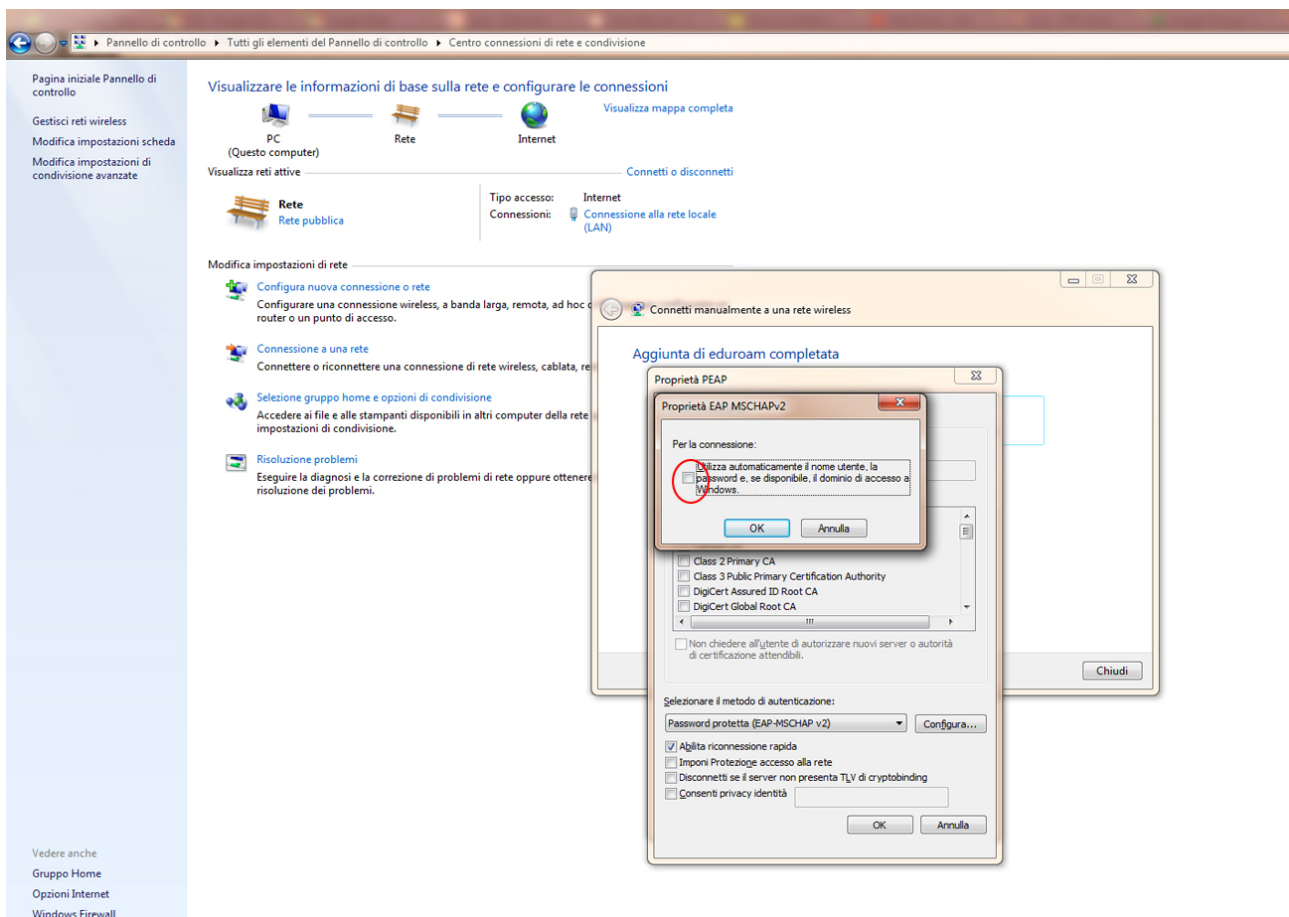 Pannello di controllo ▸ Tutti gli elementi del Pannello di controllo ▸ Centro connessioni di rete e condivisione
Pagina iniziale Pannello di
controllo
Gestisci reti wireless
Modifica impostazioni scheda
Modifica impostazioni di
condivisione avanzate
Visualizzare le informazioni di base sulla rete e configurare le connessioni
Visualizza mappa completa
PC
(Questo computer)
Rete
Internet
Visualizza reti attive
Connetti o disconnetti
Rete
Rete pubblica
Tipo accesso: Internet
Connessioni: Connessione alla rete locale
(LAN)
Modifica impostazioni di rete
Configura nuova connessione o rete
Configurare una connessione wireless, a banda larga, remota, ad hoc
router o un punto di accesso.
Connessione a una rete
Connettere o riconnettere una connessione di rete wireless, cablata, re
Selezione gruppo home e opzioni di condivisione
Accedere ai file e alle stampanti disponibili in altri computer della rete
impostazioni di condivisione.
Risoluzione problemi
Eseguire la diagnosi e la correzione di problemi di rete oppure ottenere
risoluzione dei problemi.
Connetti manualmente a una rete wireless
Aggiunta di eduroam completata
Proprietà PEAP
Proprietà EAP MSCHAPv2
Per la connessione:
Utilizza automaticamente il nome utente, la
password e, se disponibile, il dominio di accesso a
Windows.
OK Annulla
Class 2 Primary CA
Class 3 Public Primary Certification Authority
DigiCert Assured ID Root CA
DigiCert Global Root CA
Non chiedere all'utente di autorizzare nuovi server o autorità
di certificazione attendibili.
Chiudi
Selezionare il metodo di autenticazione:
Password protetta (EAP-MSCHAP v2) Configura...
Abilita riconnessione rapida
Imponi Protezione accesso alla rete
Disconnetti se il server non presenta TLV di cryptobinding
Consenti privacy identità
OK Annulla
Vedere anche
Gruppo Home
Opzioni Internet
Windows Firewall